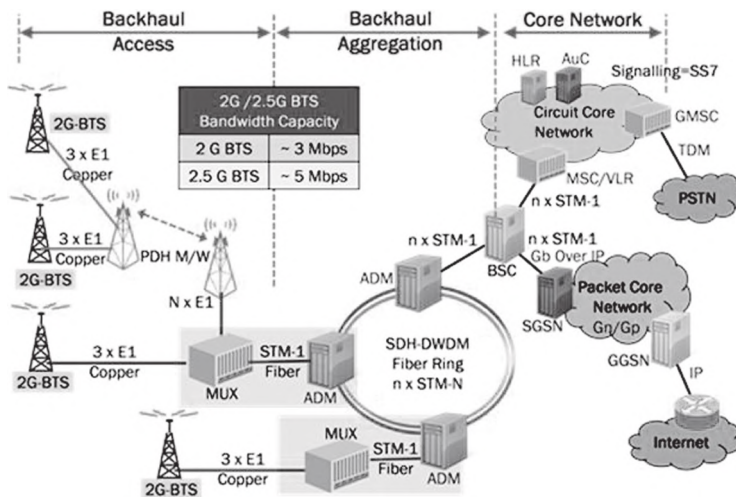 Backhaul
Access
Backhaul
Aggregation
Core Network
HLR
AuC
Signalling=SS7
Circuit Core
Network
GMSC
TDM
PSTN
MSC/VLR
n x STM-1
2G /2.5G BTS
Bandwidth Capacity
2 G BTS
~ 3 Mbps
2.5 G BTS
~ 5 Mbps
2G-BTS
3 x E1
Copper
3 x E1
Copper
2G-BTS
PDH M/W
N x E1
n x STM-1
BSC
n x STM-1
Gb Over IP
ADM
SGSN
Packet Core
Network
Gn/Gp
GGSN
IP
Internet
3 x E1
Copper
2G-BTS
MUX
STM-1
Fiber
ADM
SDH-DWDM
Fiber Ring
n x STM-N
MUX
3 x E1
Copper
2G-BTS
STM-1
Fiber
ADM